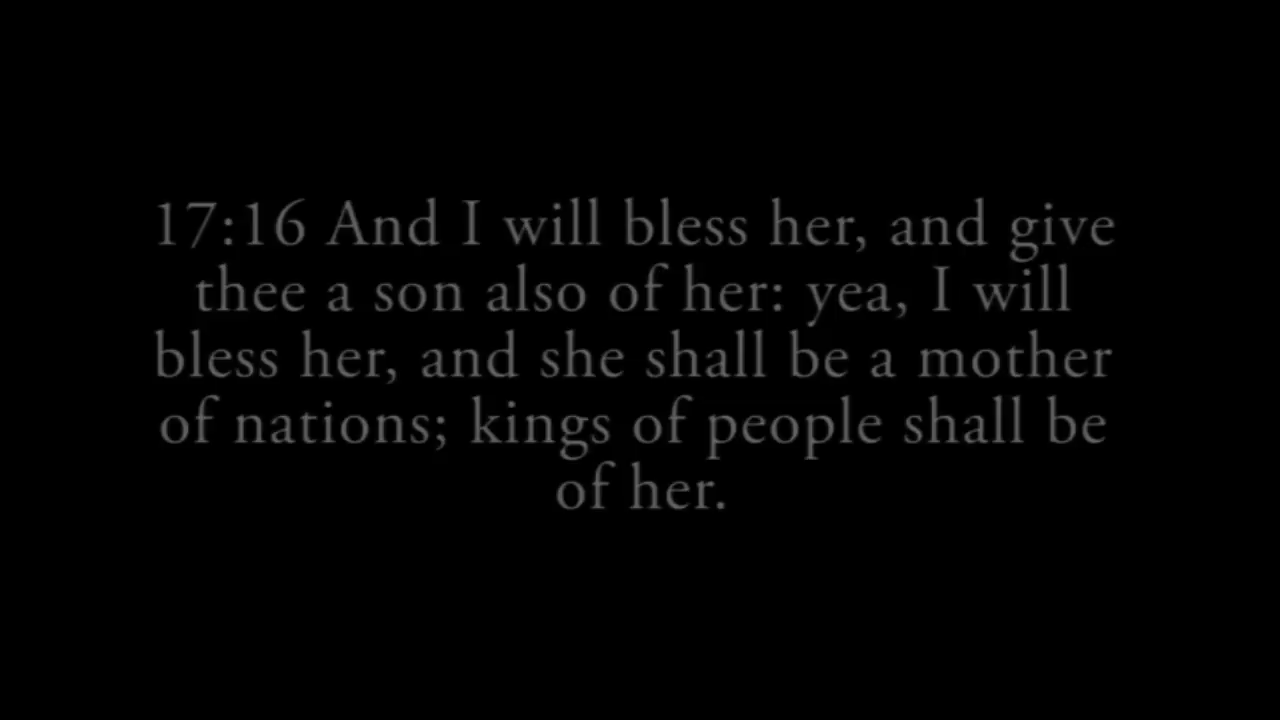 17:16 And I will bless her, and give
thee a son also of her: yea, I will
bless her, and she shall be a mother
of nations; kings of people shall be
of her.